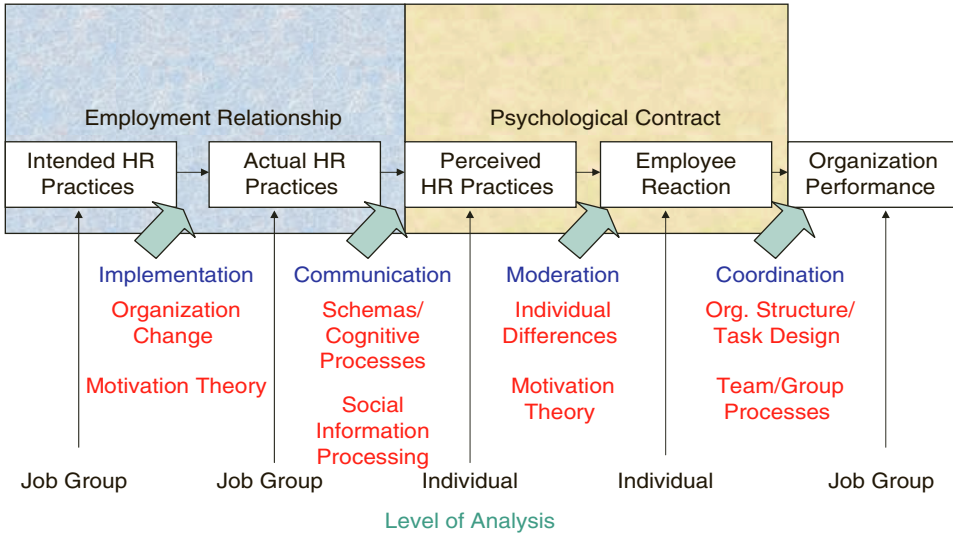 Employment Relationship
Psychological Contract
Intended HR
Practices
Actual HR
Practices
Perceived
HR Practices
Employee
Reaction
Organization
Performance
Implementation
Organization
Change
Motivation Theory
Communication
Schemas/
Cognitive
Processes
Social
Information
Processing
Moderation
Individual
Differences
Motivation
Theory
Coordination
Org. Structure/
Task Design
Team/Group
Processes
Job Group
Job Group
Individual
Individual
Job Group
Level of Analysis